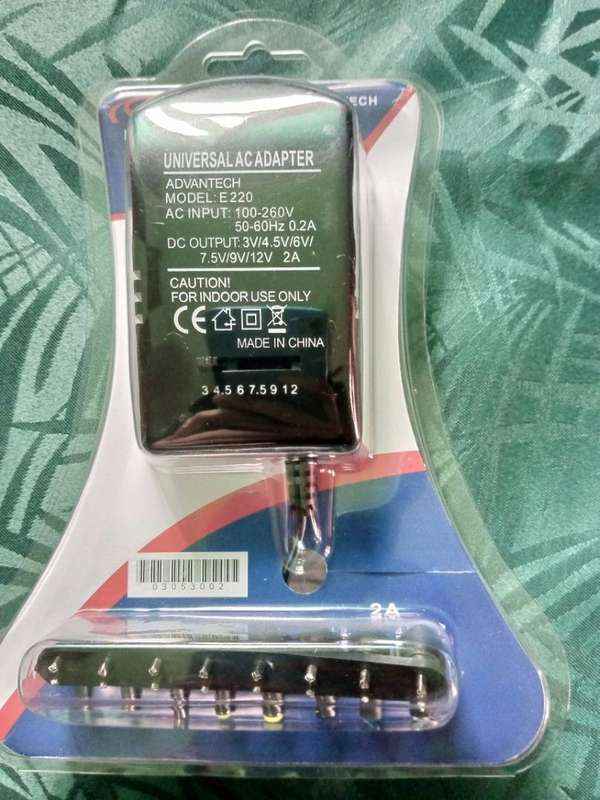 ECH
UNIVERSAL AC ADAPTER
ADVANTECH
MODEL: E 220
AC INPUT: 100-260V
50-60Hz 0.2A
DC OUTPUT: 3V/4.5V/6V/
7.5V/9V/12V 2A
CAUTION!
FOR INDOOR USE ONLY
CE
MADE IN CHINA
3 4.5 6 7.5 9 12
03053002
2A